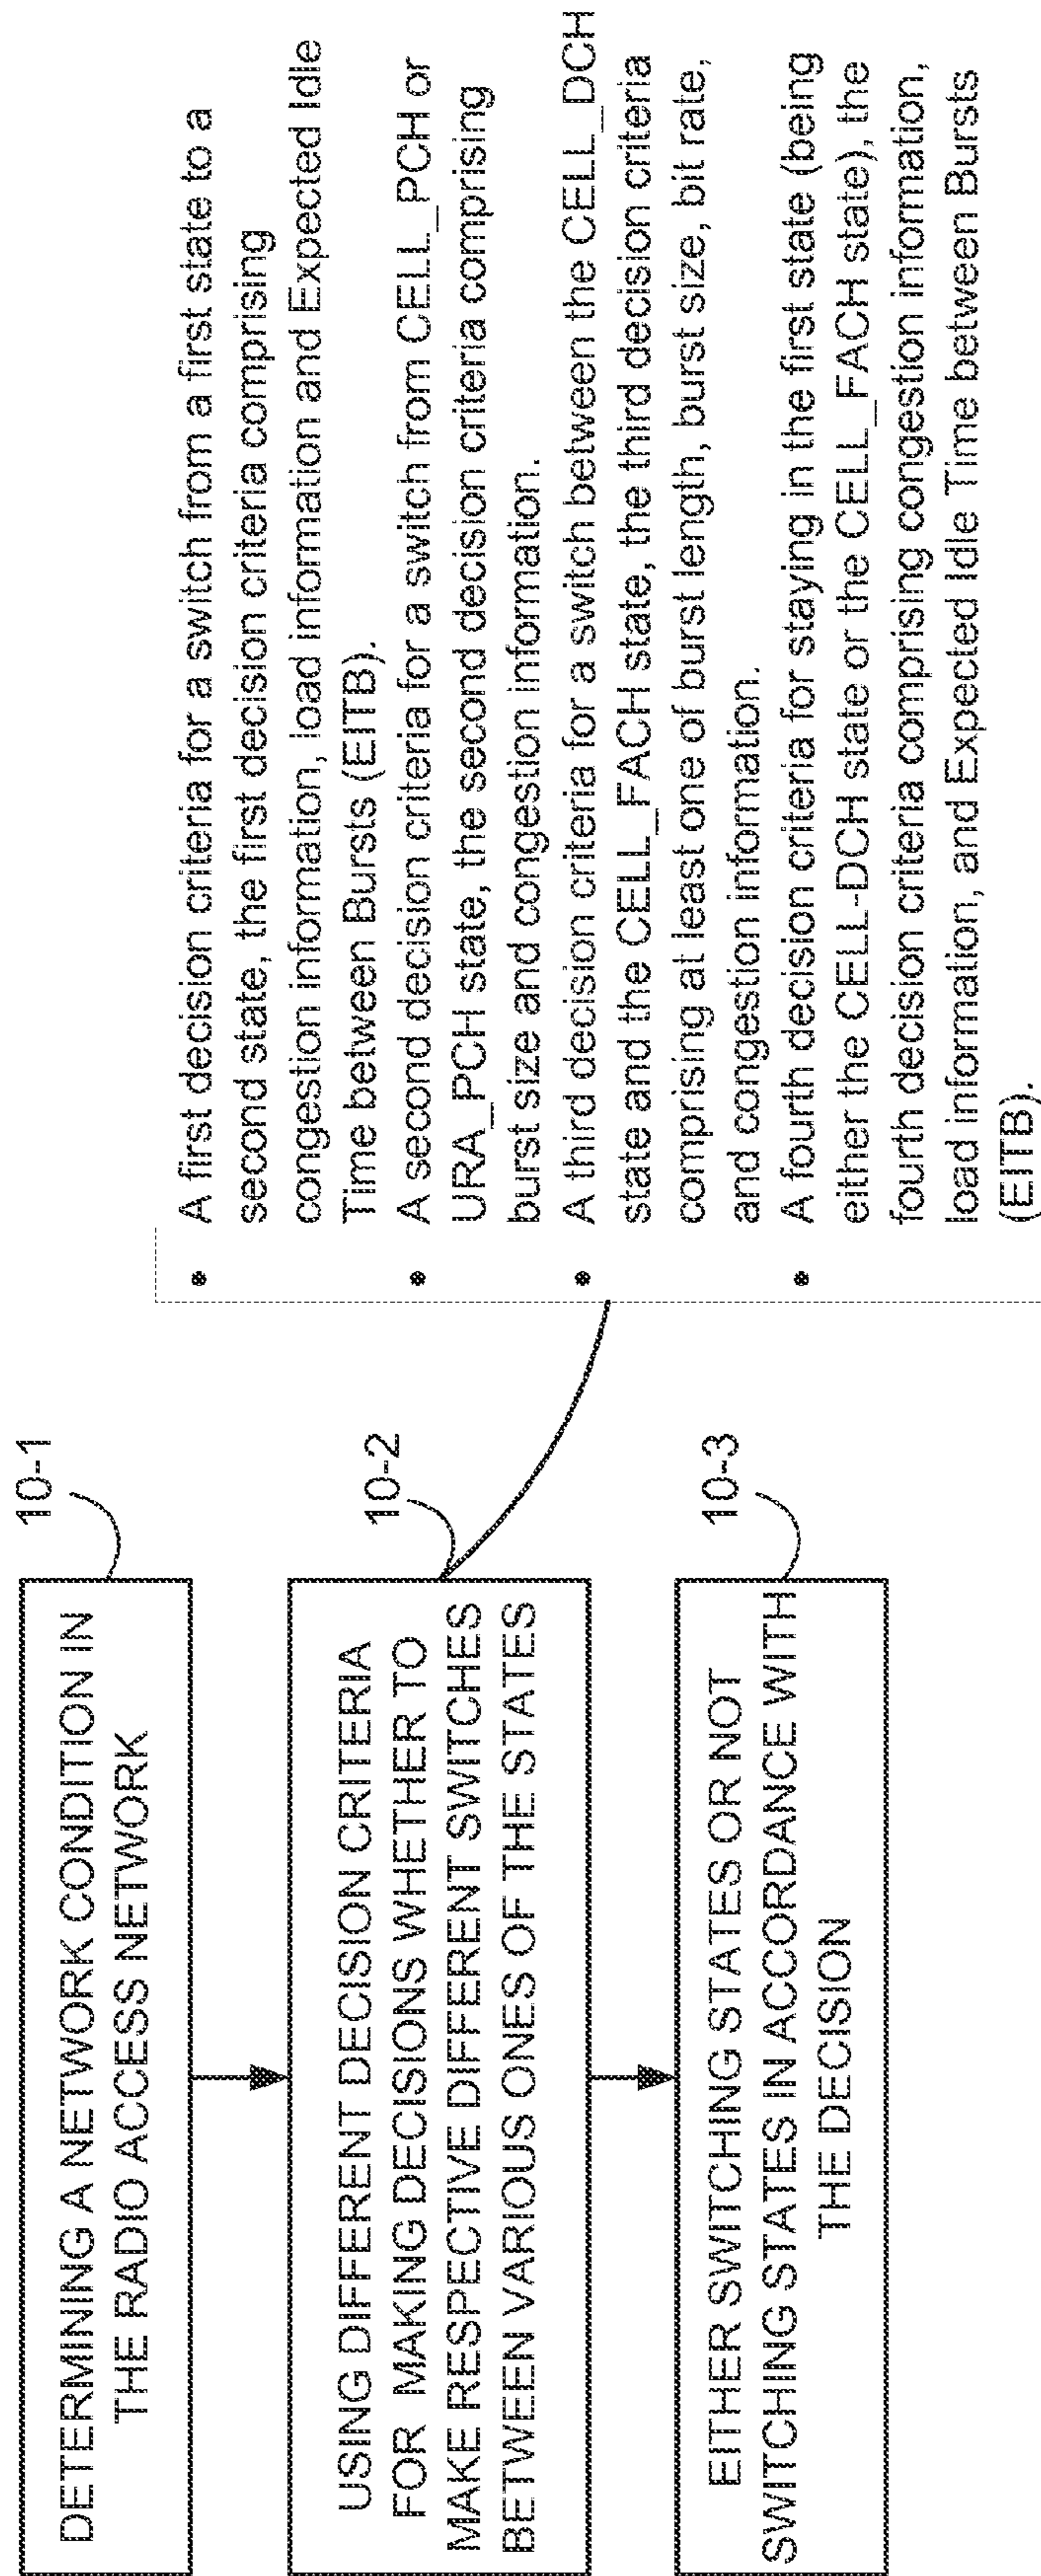 DETERMINING A NETWORK CONDITION IN
THE RADIO ACCESS NETWORK
10-1
USING DIFFERENT DECISION CRITERIA
FOR MAKING DECISIONS WHETHER TO
MAKE RESPECTIVE DIFFERENT SWITCHES
BETWEEN VARIOUS ONES OF THE STATES
10-2
EITHER SWITCHING STATES OR NOT
SWITCHING STATES IN ACCORDANCE WITH
THE DECISION
10-3
• A first decision criteria for a switch from a first state to a
second state, the first decision criteria comprising
congestion information, load information and Expected Idle
Time between Bursts (EITB).
• A second decision criteria for a switch from CELL_PCH or
URA_PCH state, the second decision criteria comprising
burst size and congestion information.
• A third decision criteria for a switch between the CELL_DCH
state and the CELL_FACH state, the third decision criteria
comprising at least one of burst length, burst size, bit rate,
and congestion information.
• A fourth decision criteria for staying in the first state (being
either the CELL-DCH state or the CELL_FACH state), the
fourth decision criteria comprising congestion information,
load information, and Expected Idle Time between Bursts
(EITB).